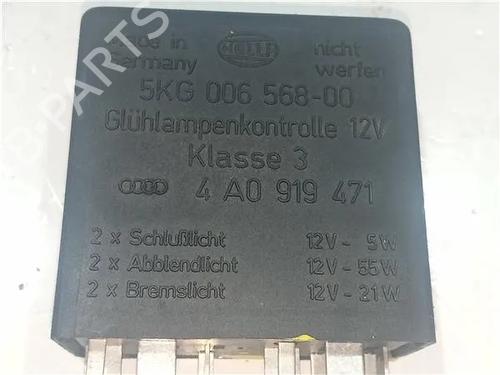 Made in nicht
Germany HELLA werfen
5KG 006 568-00
Glühlampenkontrolle 12V
Klasse 3
4 A0 919 471
2 x Schlußlicht 12V - 5W
2 x Abblendlicht 12V - 55W
2 x Bremslicht 12V - 21W